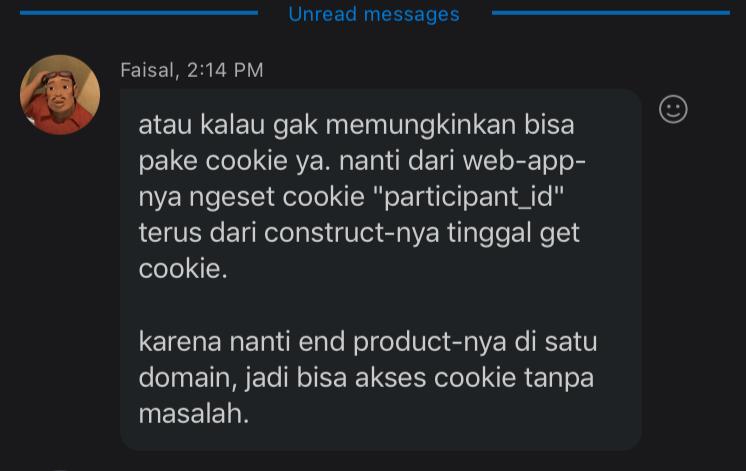 Unread messages
Faisal, 2:14 PM
atau kalau gak memungkinkan bisa
pake cookie ya. nanti dari web-app-
nya ngeset cookie "participant_id"
terus dari construct-nya tinggal get
cookie.
karena nanti end product-nya di satu
domain, jadi bisa akses cookie tanpa
masalah.